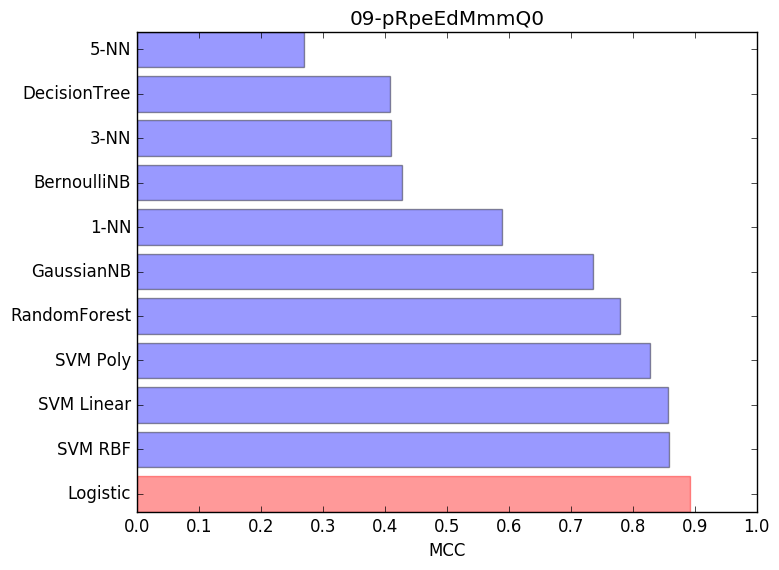 09-pRpeEdMmmQ0
5-NN
DecisionTree
3-NN
BernoulliNB
1-NN
GaussianNB
RandomForest
SVM Poly
SVM Linear
SVM RBF
Logistic
0.0 0.1 0.2 0.3 0.4 0.5 0.6 0.7 0.8 0.9 1.0
MCC